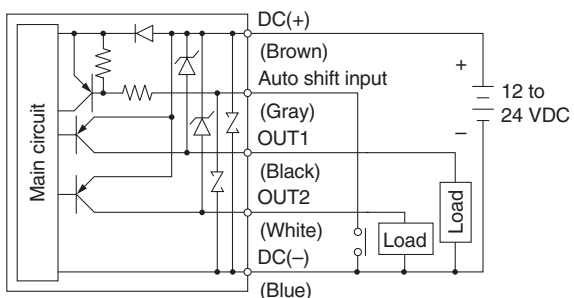 Main circuit
DC(+)
(Brown)
Auto shift input
(Gray)
OUT1
(Black)
OUT2
(White)
DC(–)
(Blue)
Load
Load
+
12 to
24 VDC
–